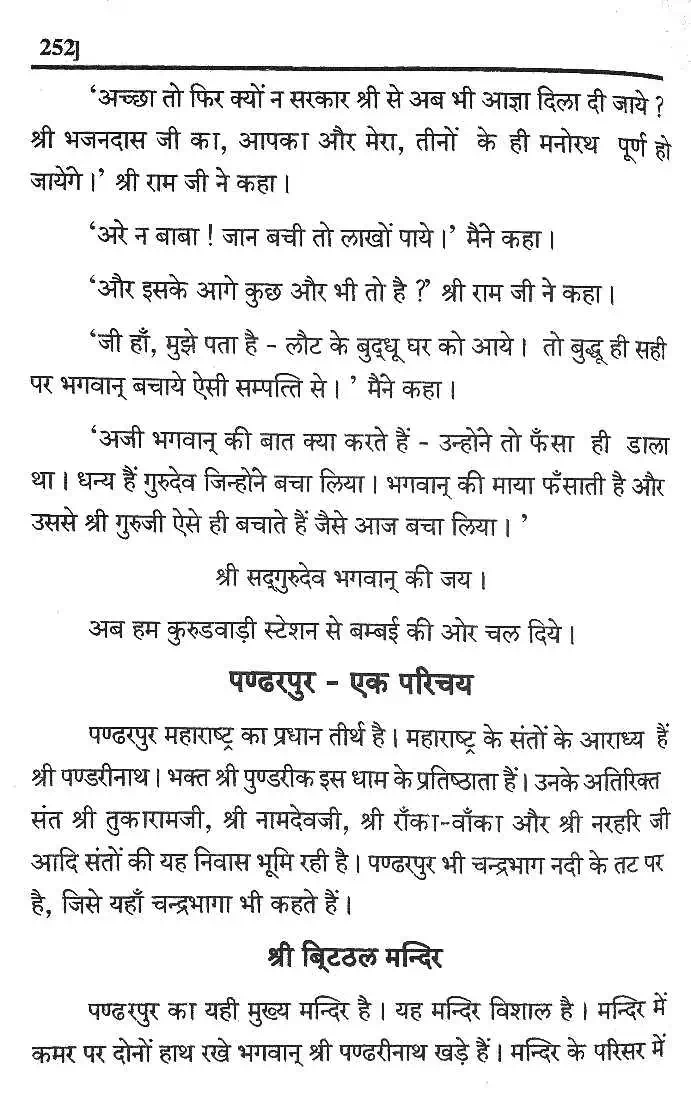 252]
‘अच्छा तो फिर क्यों न सरकार श्री से अब भी आज्ञा दिला दी जाये ?
श्री भजनदास जी का, आपका और मेरा, तीनों के ही मनोरथ पूर्ण हो
जायेंगे।’ श्री राम जी ने कहा।
‘अरे न बाबा ! जान बची तो लाखों पाये।’ मैंने कहा।
‘और इसके आगे कुछ और भी तो है ?’ श्री राम जी ने कहा।
‘जी हाँ, मुझे पता है - लौट के बुद्धू घर को आये। तो बुद्धू ही सही
पर भगवान् बचाये ऐसी सम्पत्ति से। ’ मैंने कहा।
‘अजी भगवान् की बात क्या करते हैं - उन्होंने तो फँसा ही डाला
था। धन्य हैं गुरुदेव जिन्होंने बचा लिया। भगवान् की माया फँसाती है और
उससे श्री गुरुजी ऐसे ही बचाते हैं जैसे आज बचा लिया। ’
श्री सद्गुरुदेव भगवान् की जय।
अब हम कुरुडवाड़ी स्टेशन से बम्बई की ओर चल दिये।
पण्ढरपुर - एक परिचय
पण्ढरपुर महाराष्ट्र का प्रधान तीर्थ है। महाराष्ट्र के संतों के आराध्य हैं
श्री पण्डरीनाथ। भक्त श्री पुण्डरीक इस धाम के प्रतिष्ठाता हैं। उनके अतिरिक्त
संत श्री तुकारामजी, श्री नामदेवजी, श्री राँका-वाँका और श्री नरहरि जी
आदि संतों की यह निवास भूमि रही है। पण्ढरपुर भी चन्द्रभाग नदी के तट पर
है, जिसे यहाँ चन्द्रभागा भी कहते हैं।
श्री बि्टठल मन्दिर
पण्ढरपुर का यही मुख्य मन्दिर है। यह मन्दिर विशाल है। मन्दिर में
कमर पर दोनों हाथ रखे भगवान् श्री पण्ढरीनाथ खड़े हैं। मन्दिर के परिसर में